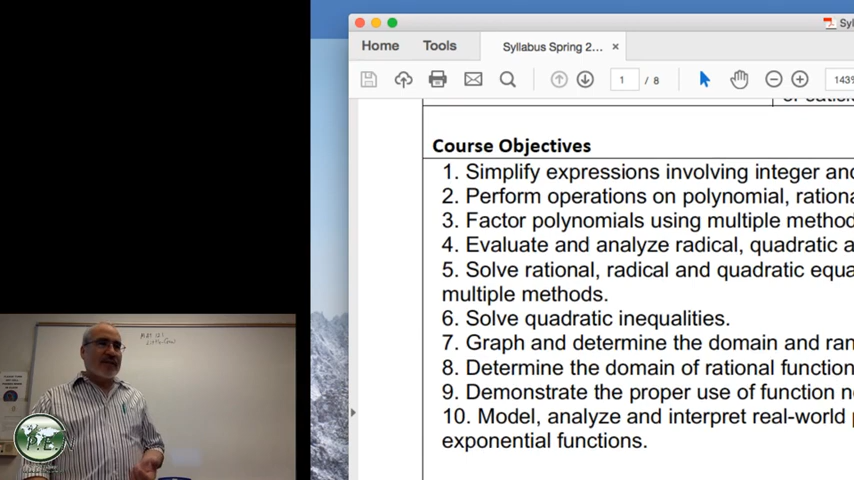 Syl
Home
Tools
Syllabus Spring 2...
×
1 / 8
143%
Course Objectives
1. Simplify expressions involving integer and
2. Perform operations on polynomial, rationa
3. Factor polynomials using multiple method
4. Evaluate and analyze radical, quadratic a
5. Solve rational, radical and quadratic equa
multiple methods.
6. Solve quadratic inequalities.
7. Graph and determine the domain and ran
8. Determine the domain of rational function
9. Demonstrate the proper use of function n
10. Model, analyze and interpret real-world p
exponential functions.
MAT 121
P.E.N